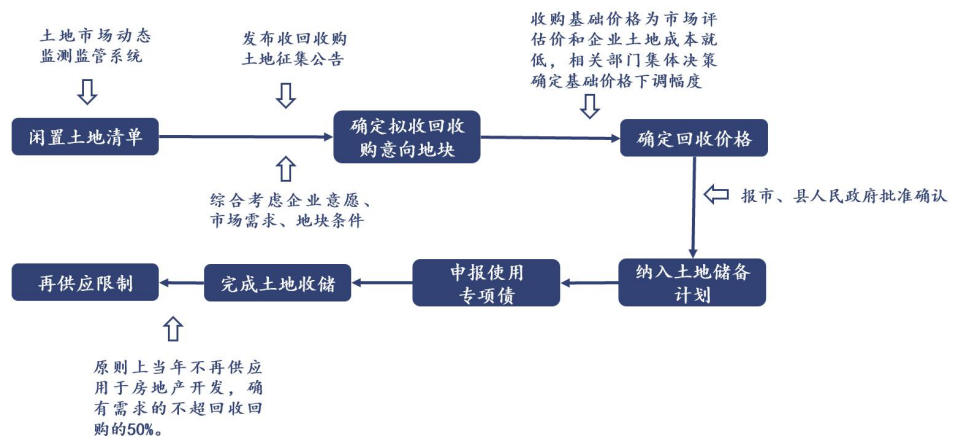 土地市场动态
监测监管系统
发布收回收购
土地征集公告
收购基础价格为市场评
估价和企业土地成本就
低，相关部门集体决策
确定基础价格下调幅度
闲置土地清单
确定拟收回收
购意向地块
确定回收价格
综合考虑企业意愿、
市场需求、地块条件
报市、县人民政府批准确认
再供应限制
完成土地收储
申报使用
专项债
纳入土地储备
计划
原则上当年不再供应
用于房地产开发，确
有需求的不超回收回
购的50%。